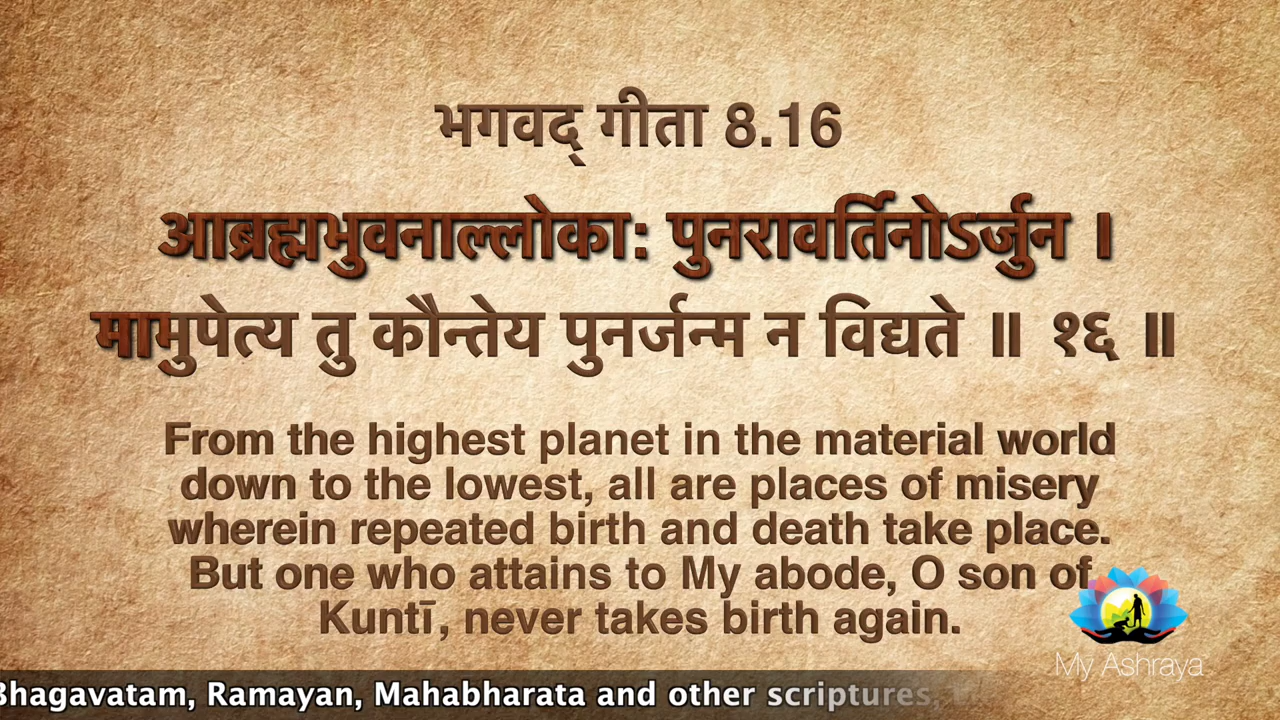 भगवद् गीता 8.16
आब्रह्मभुवनाल्लोकाः पुनरावर्तिनोऽर्जुन ।
मामुपेत्य तु कौन्तेय पुनर्जन्म न विद्यते ॥ १६ ॥
From the highest planet in the material world
down to the lowest, all are places of misery
wherein repeated birth and death take place.
But one who attains to My abode, O son of
Kuntī, never takes birth again.
My Ashraya
Bhagavatam, Ramayan, Mahabharata and other scriptures,